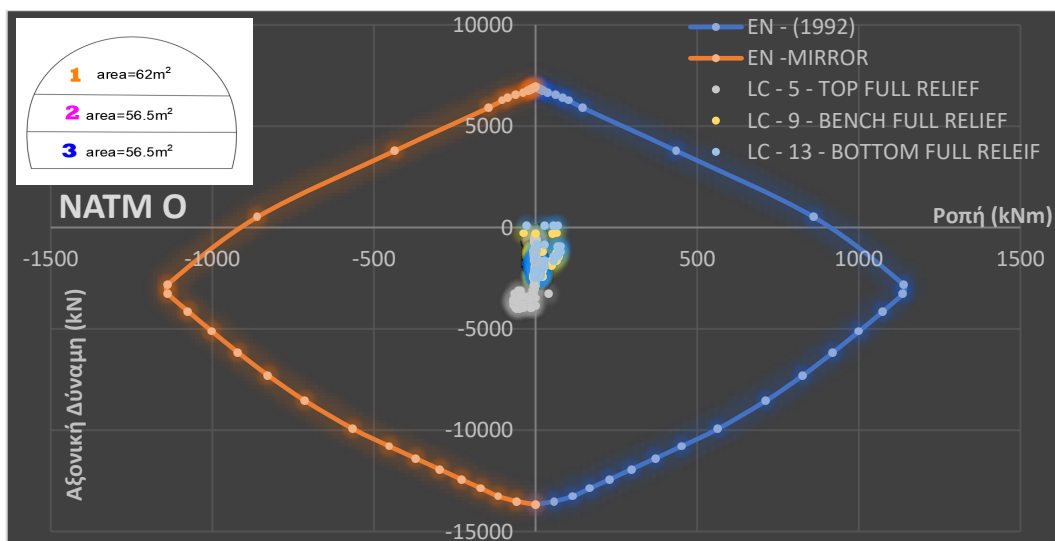 1 area=62m²
2 area=56.5m²
3 area=56.5m²
10000
EN - (1992)
EN -MIRROR
LC - 5 - TOP FULL RELIEF
LC - 9 - BENCH FULL RELIEF
LC - 13 - BOTTOM FULL RELEIF
5000
NATM O
Ροπή (kNm)
0
-1500
-1000
-500
0
500
1000
1500
Αξονική Δύναμη (kN)
-5000
-10000
-15000